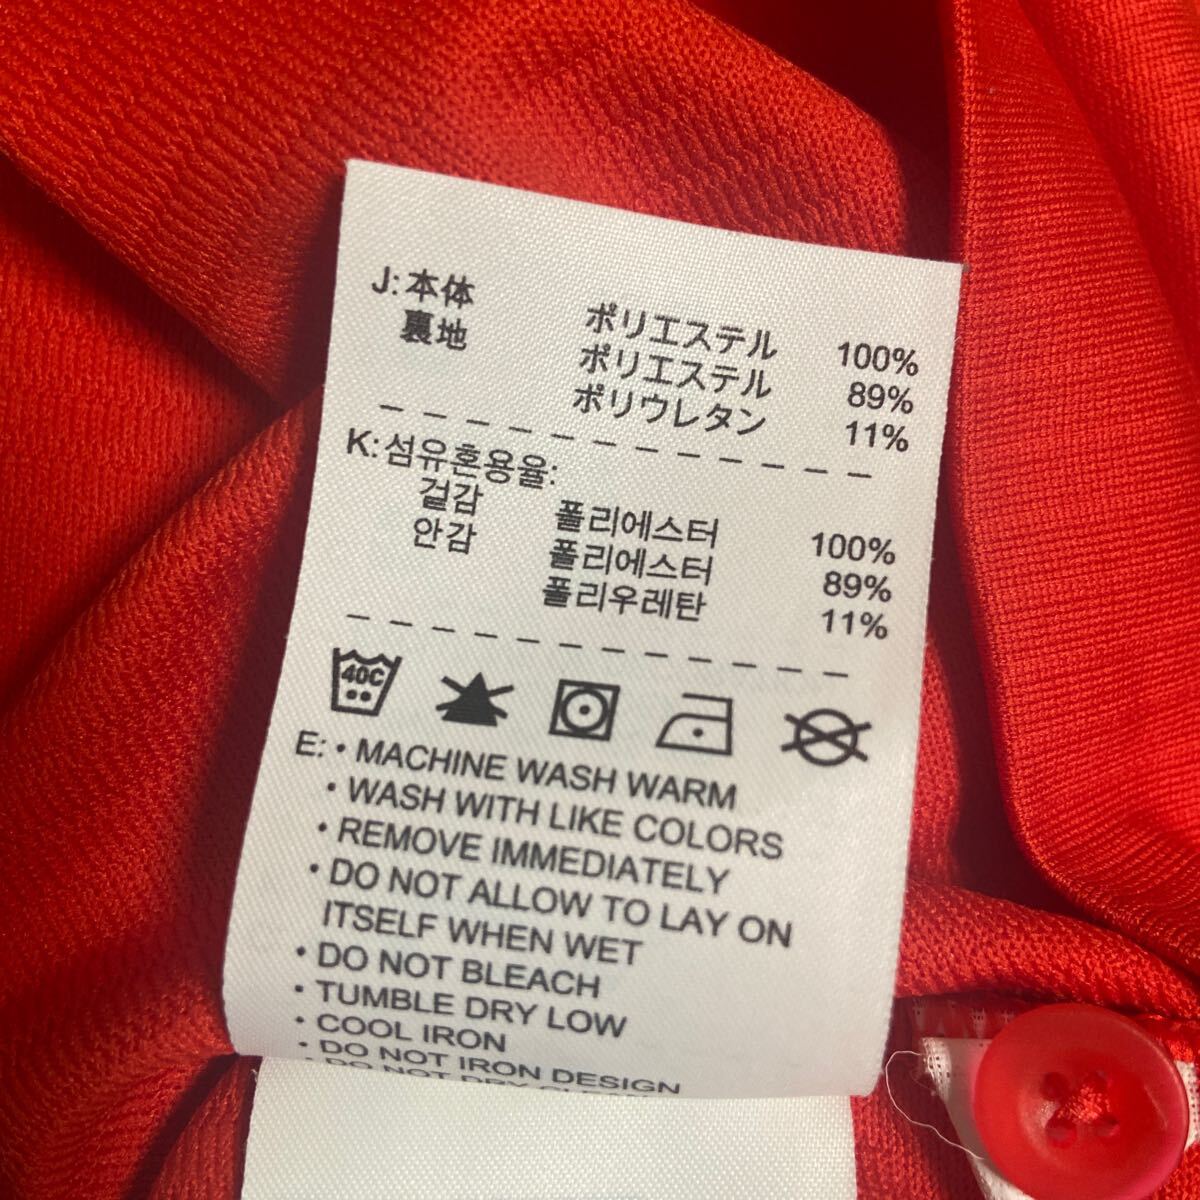 J:本体 ポリエステル 100%
裏地 ポリエステル 89%
ポリウレタン 11%
K:섬유혼용율:
겉감 폴리에스터 100%
안감 폴리에스터 89%
폴리우레탄 11%
40C
E: • MACHINE WASH WARM
• WASH WITH LIKE COLORS
• REMOVE IMMEDIATELY
• DO NOT ALLOW TO LAY ON
ITSELF WHEN WET
• DO NOT BLEACH
• TUMBLE DRY LOW
• COOL IRON
• DO NOT IRON DESIGN
• DO NOT DRY CLEAN